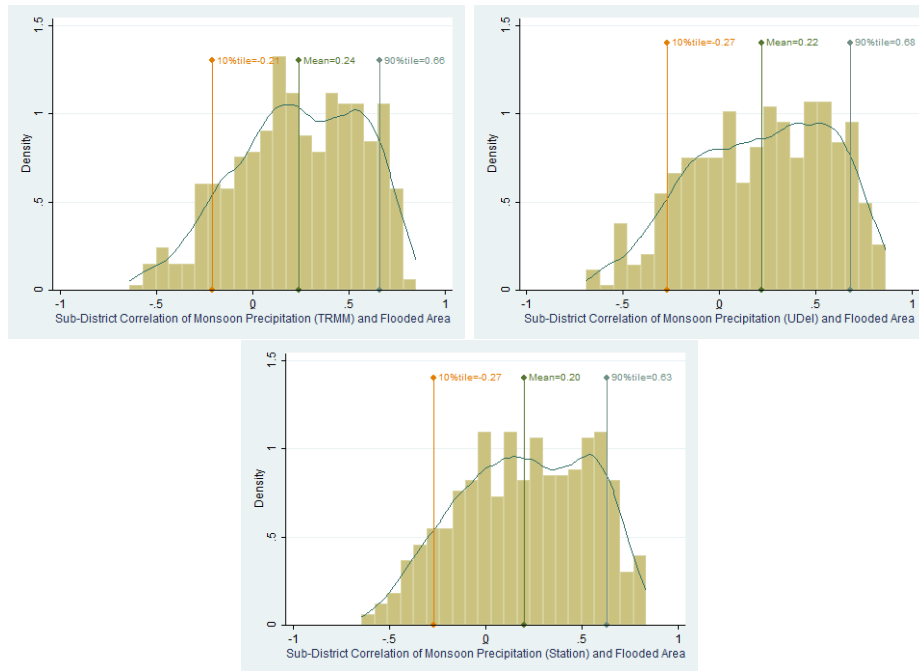 1.5
10%tile=-0.21 Mean=0.24 90%tile=0.66
1
Density
.5
0
-1 -.5 0 .5 1
Sub-District Correlation of Monsoon Precipitation (TRMM) and Flooded Area
1.5
10%tile=-0.27 Mean=0.22 90%tile=0.68
1
Density
.5
0
-1 -.5 0 .5 1
Sub-District Correlation of Monsoon Precipitation (UDel) and Flooded Area
1.5
10%tile=-0.27 Mean=0.20 90%tile=0.63
1
Density
.5
0
-1 -.5 0 .5 1
Sub-District Correlation of Monsoon Precipitation (Station) and Flooded Area